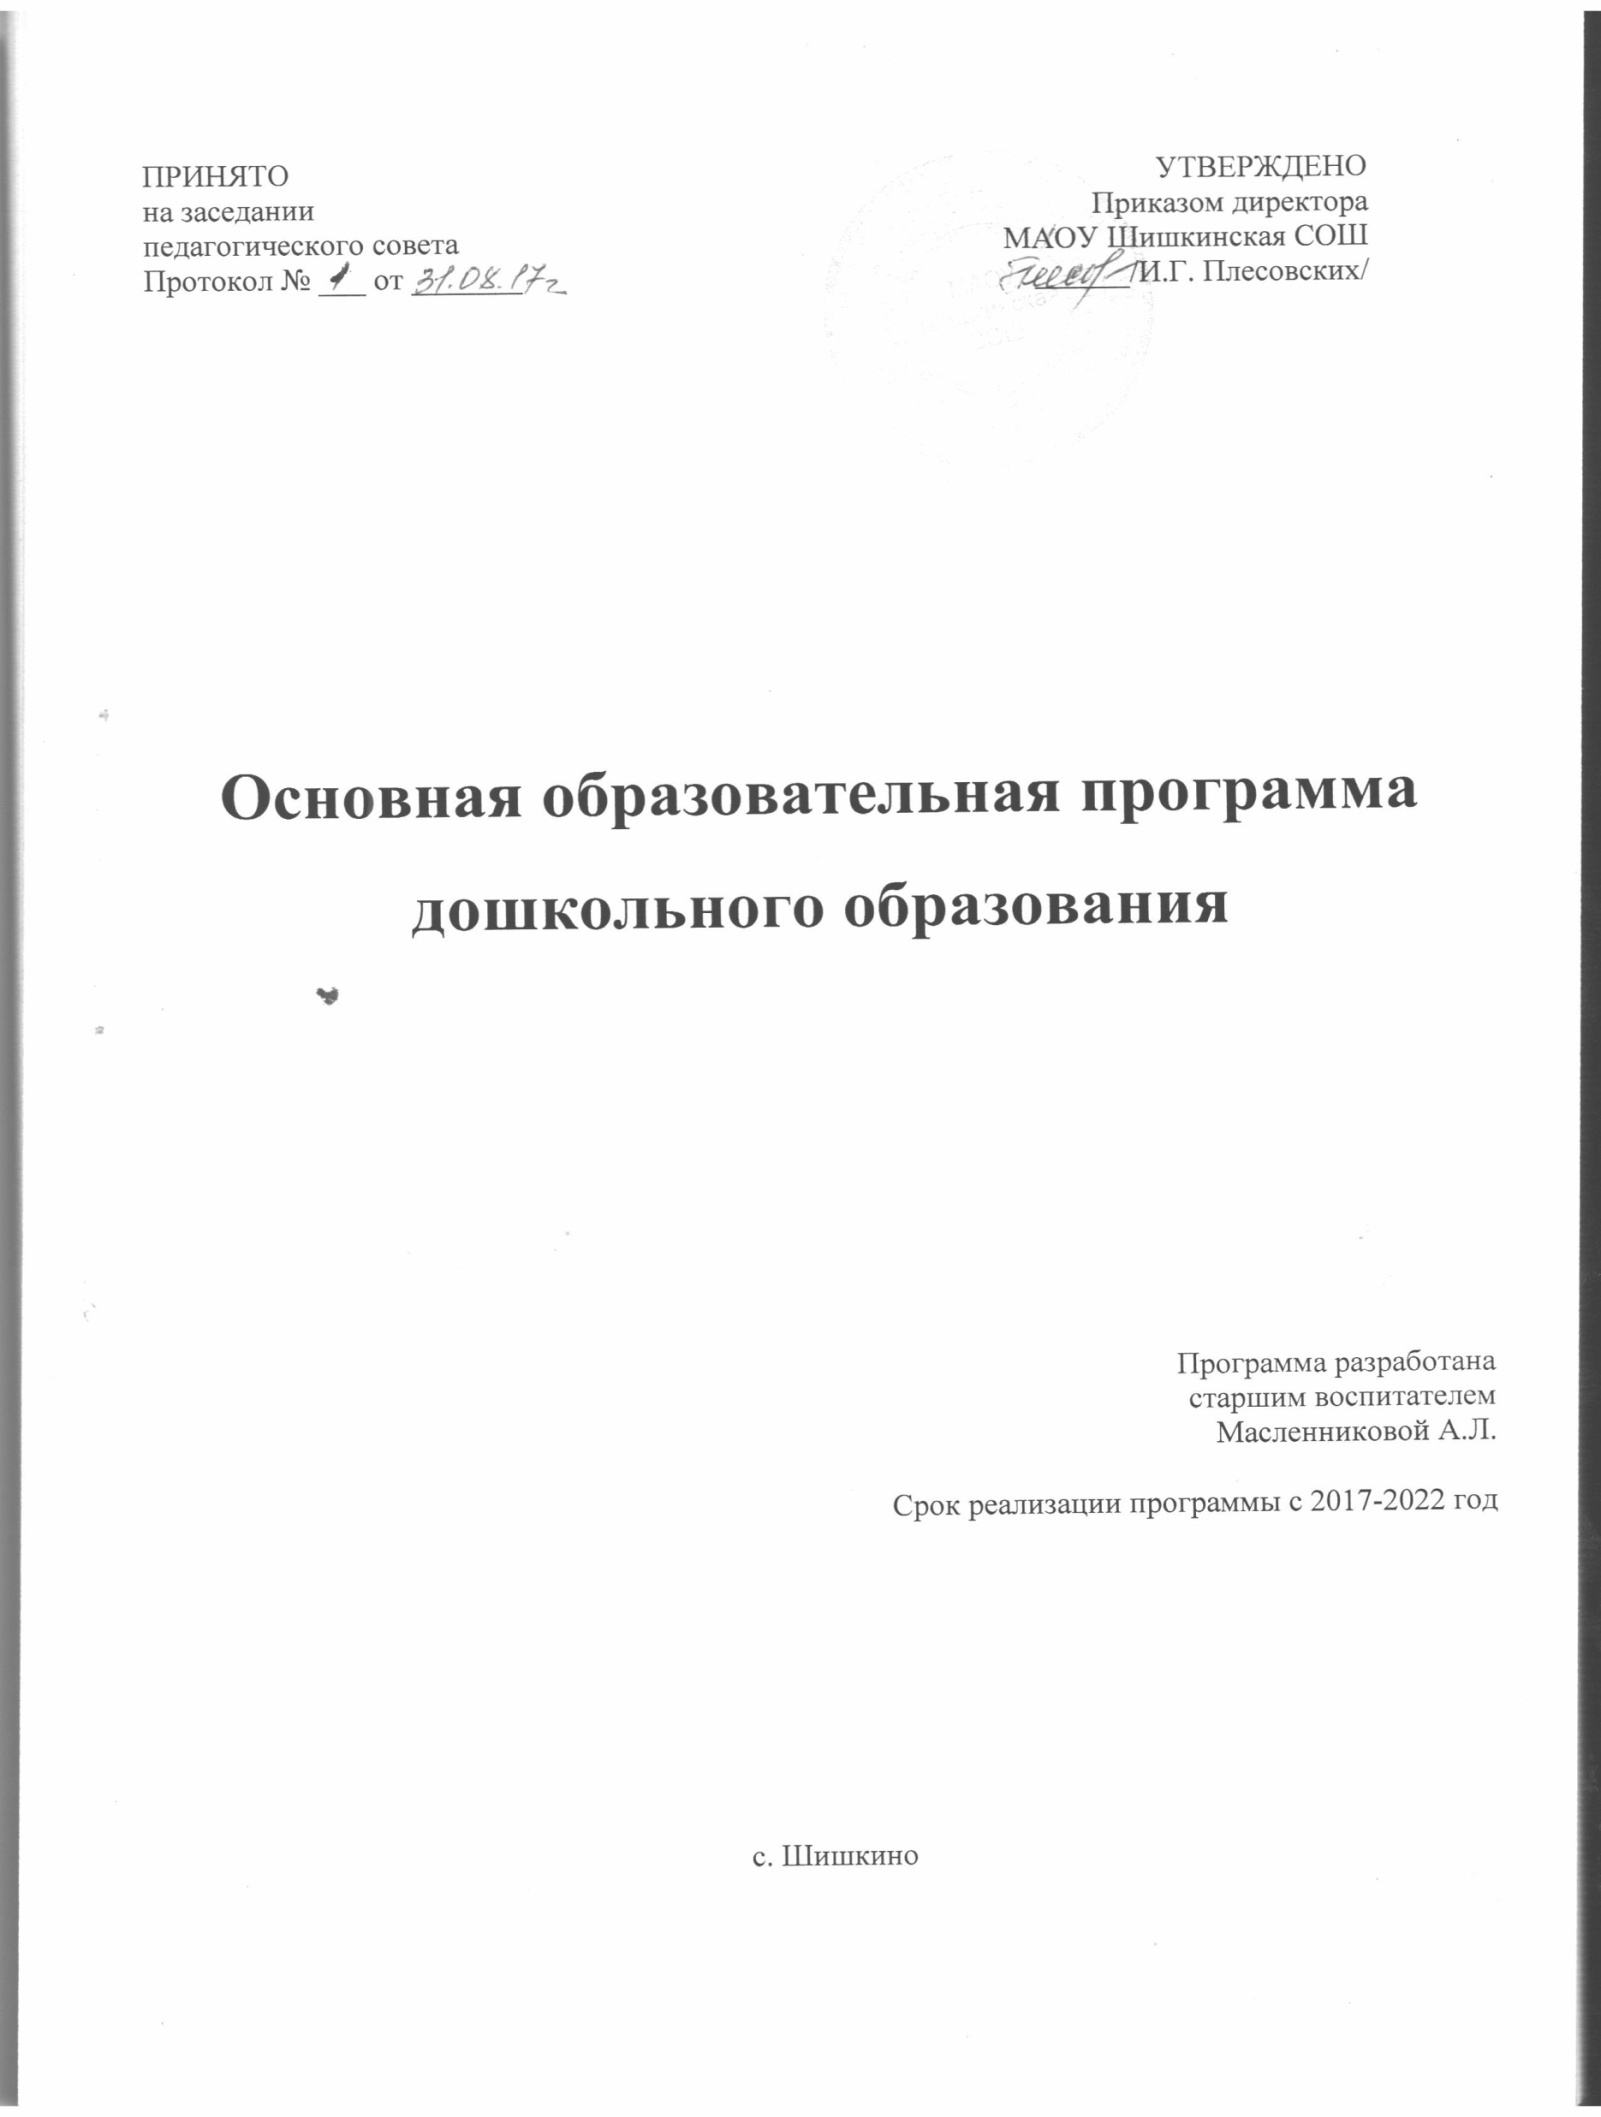 ПРИНЯТО
на заседании
педагогического совета
Протокол № 1 от 31.08.17г
УТВЕРЖДЕНО
Приказом директора
МАОУ Шишкинская СОШ
/И.Г. Плесовских/
Основная образовательная программа
дошкольного образования
Программа разработана
старшим воспитателем
Масленниковой А.Л.
Срок реализации программы с 2017-2022 год
с. Шишкино